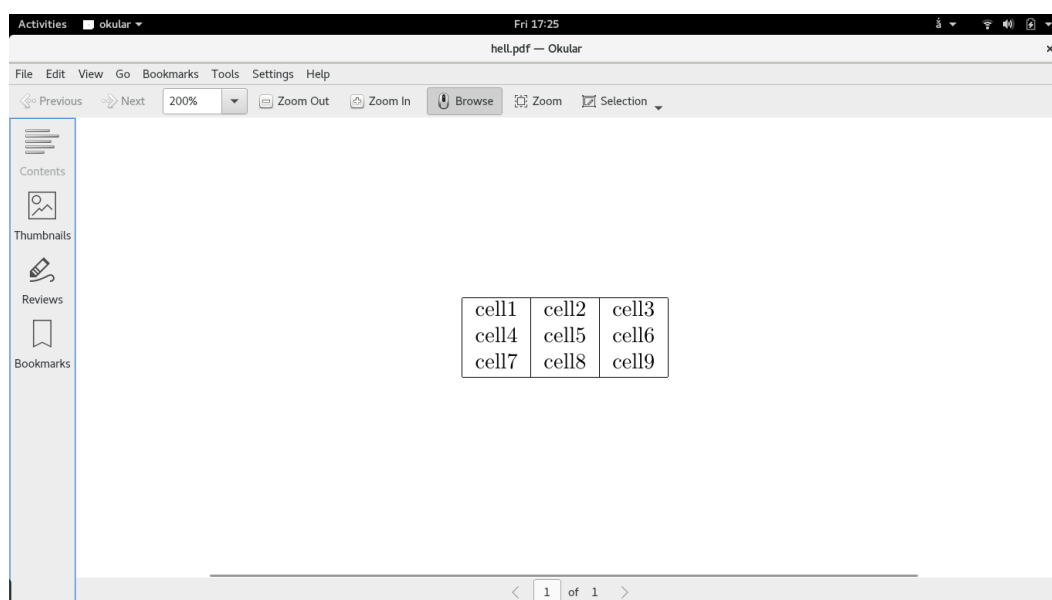 Activities okular Fri 17:25 å
hell.pdf — Okular
File Edit View Go Bookmarks Tools Settings Help
Previous Next 200% Zoom Out Zoom In Browse Zoom Selection
Contents
Thumbnails
Reviews
Bookmarks
cell1 cell2 cell3
cell4 cell5 cell6
cell7 cell8 cell9
1 of 1